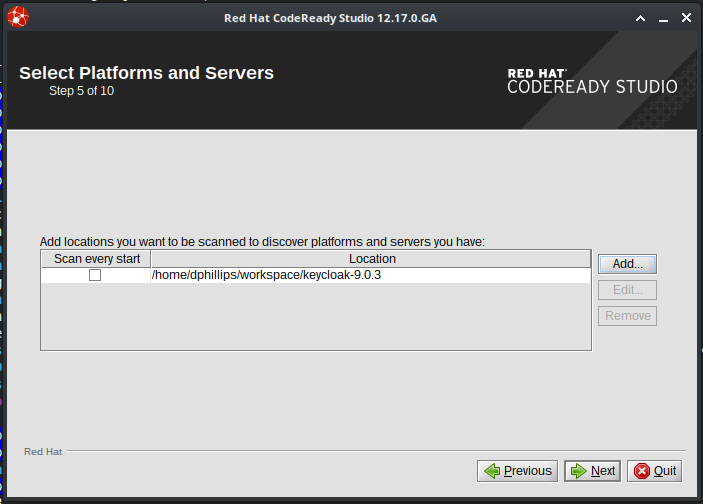 Red Hat CodeReady Studio 12.17.0.GA
Select Platforms and Servers
Step 5 of 10
RED HAT
CODEREADY STUDIO
Add locations you want to be scanned to discover platforms and servers you have:
Scan every start Location
/home/dphillips/workspace/keycloak-9.0.3
Add...
Edit...
Remove
Red Hat
Previous Next Quit